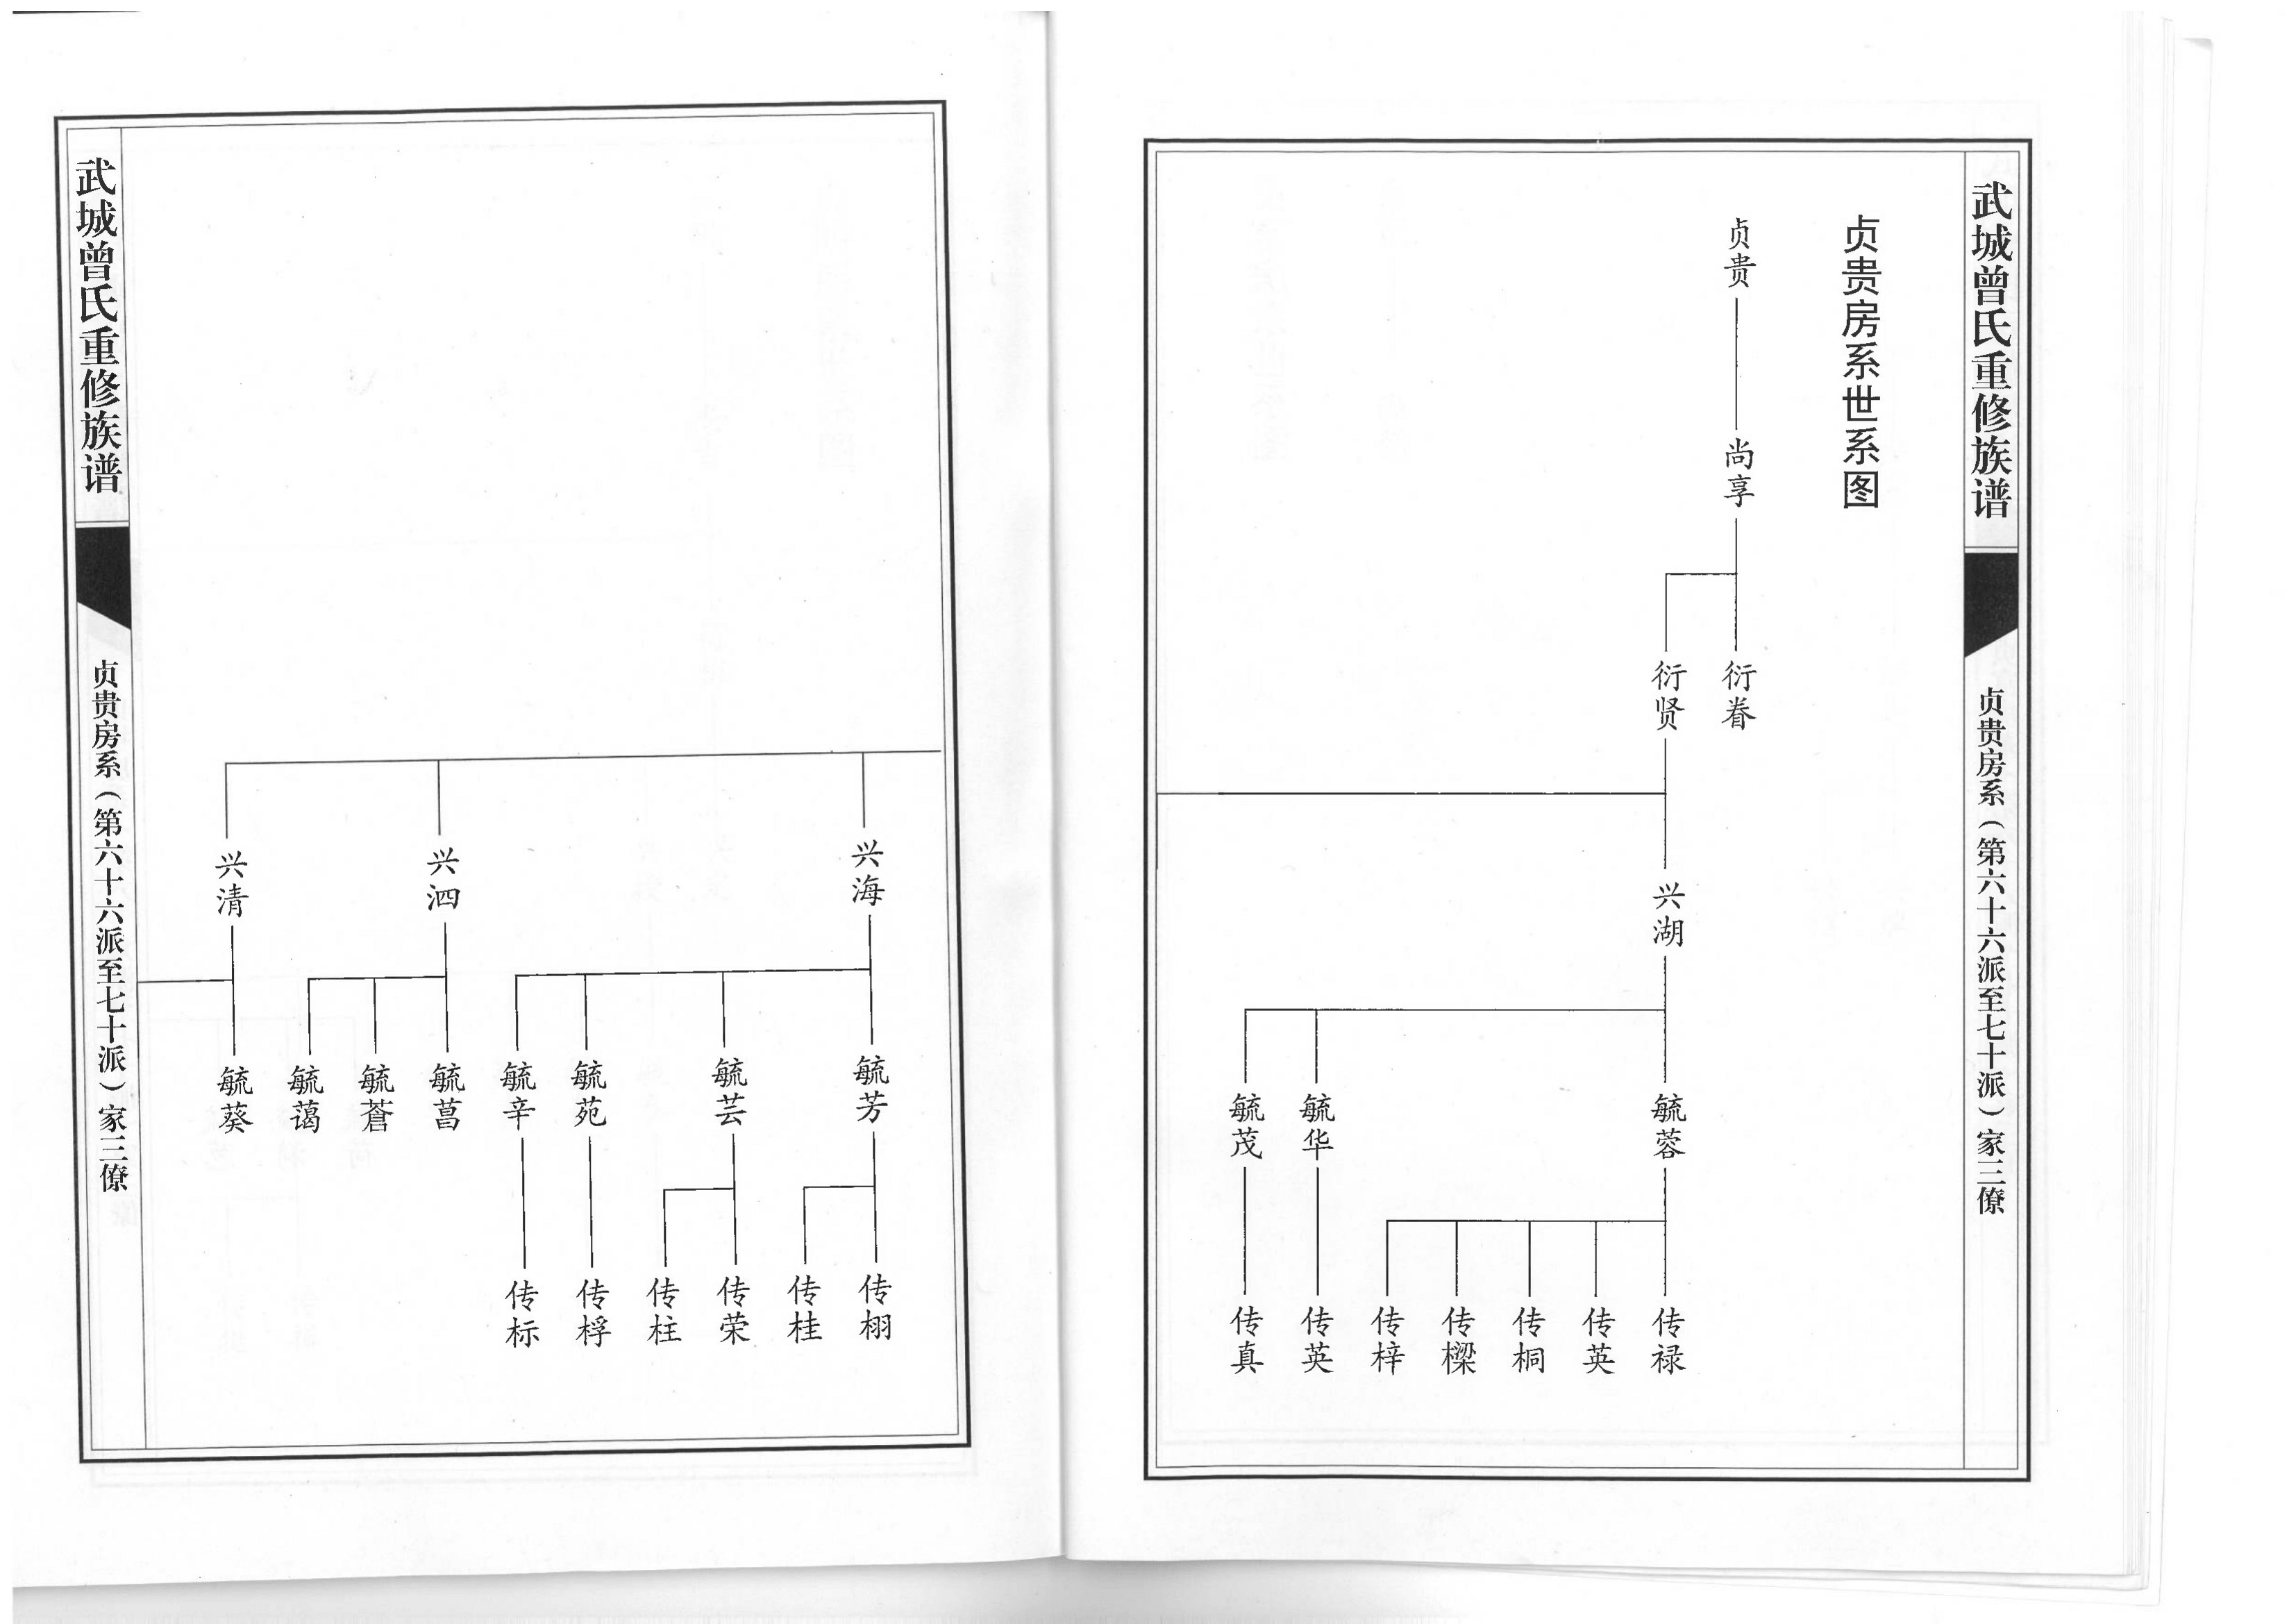 武城曾氏重修族谱
贞贵房系（第六十六派至七十派）家三僚
贞贵房系世系图
贞贵
尚享
衍眷
衍贤
兴湖
毓蓉
毓华
毓茂
传禄
传英
传桐
传樑
传梓
传英
传真
兴海
兴泗
兴清
毓芳
毓芸
毓苑
毓辛
毓菖
毓蒼
毓蔼
毓葵
传栩
传桂
传荣
传柱
传桴
传标
武城曾氏重修族谱
贞贵房系（第六十六派至七十派）家三僚